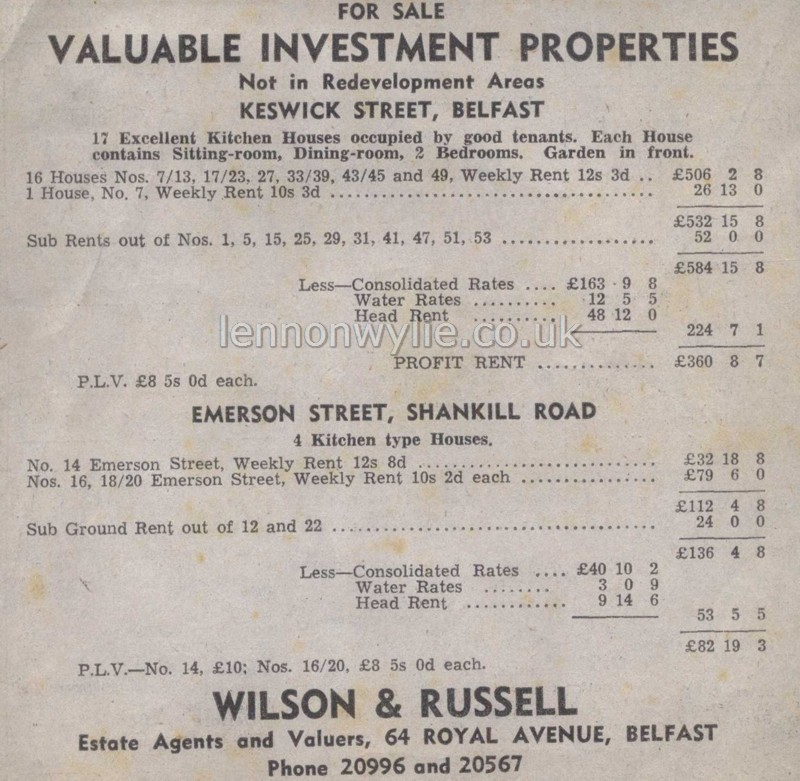 FOR SALE
VALUABLE INVESTMENT PROPERTIES
Not in Redevelopment Areas
KESWICK STREET, BELFAST
17 Excellent Kitchen Houses occupied by good tenants. Each House
contains Sitting-room, Dining-room, 2 Bedrooms. Garden in front.
16 Houses Nos. 7/13, 17/23, 27, 33/39, 43/45 and 49, Weekly Rent 12s 3d .. £506 2 8
1 House, No. 7, Weekly Rent 10s 3d ..................................... 26 13 0
£532 15 8
Sub Rents out of Nos. 1, 5, 15, 25, 29, 31, 41, 47, 51, 53 .................. 52 0 0
£584 15 8
Less—Consolidated Rates .... £163 9 8
Water Rates .......... 12 5 5
Head Rent .......... 48 12 0
224 7 1
lennonwylie.co.uk
PROFIT RENT .............. £360 8 7
P.L.V. £8 5s 0d each.
EMERSON STREET, SHANKILL ROAD
4 Kitchen type Houses.
No. 14 Emerson Street, Weekly Rent 12s 8d ............................ £32 18 8
Nos. 16, 18/20 Emerson Street, Weekly Rent 10s 2d each ................ £79 6 0
£112 4 8
Sub Ground Rent out of 12 and 22 ...................................... 24 0 0
£136 4 8
Less—Consolidated Rates .... £40 10 2
Water Rates ........ 3 0 9
Head Rent ............ 9 14 6
53 5 5
£82 19 3
P.L.V.—No. 14, £10; Nos. 16/20, £8 5s 0d each.
WILSON & RUSSELL
Estate Agents and Valuers, 64 ROYAL AVENUE, BELFAST
Phone 20996 and 20567